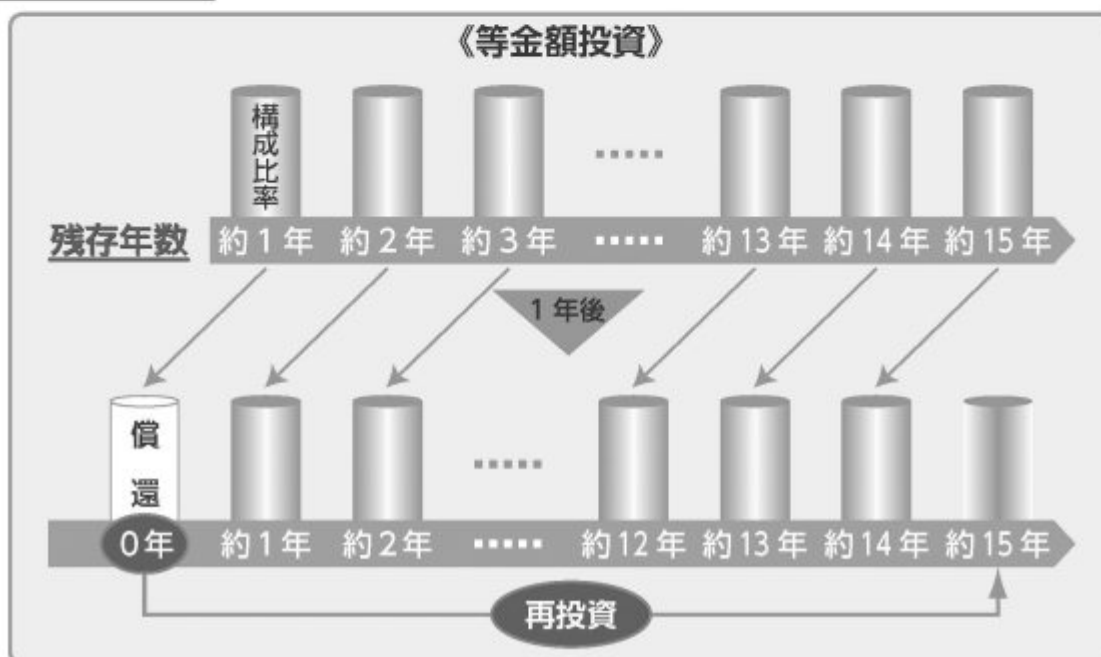 《等金額投資》
構成比率
残存年数 約1年 約2年 約3年 ····· 約13年 約14年 約15年
1年後
償還
·····
0年 約1年 約2年 ····· 約12年 約13年 約14年 約15年
再投資